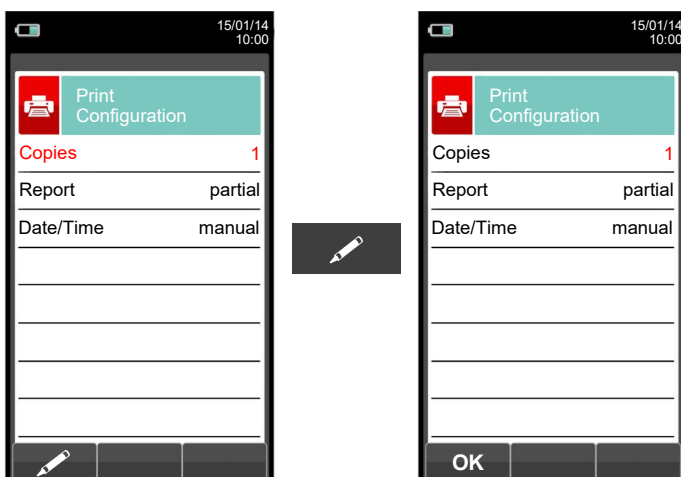 15/01/14
10:00
Print
Configuration
Copies 1
Report partial
Date/Time manual
15/01/14
10:00
Print
Configuration
Copies 1
Report partial
Date/Time manual
OK